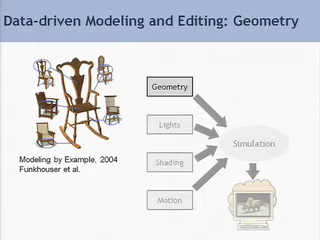 Data-driven Modeling and Editing: Geometry
Geometry
Lights
Shading
Motion
Simulation
Modeling by Example, 2004
Funkhouser et al.